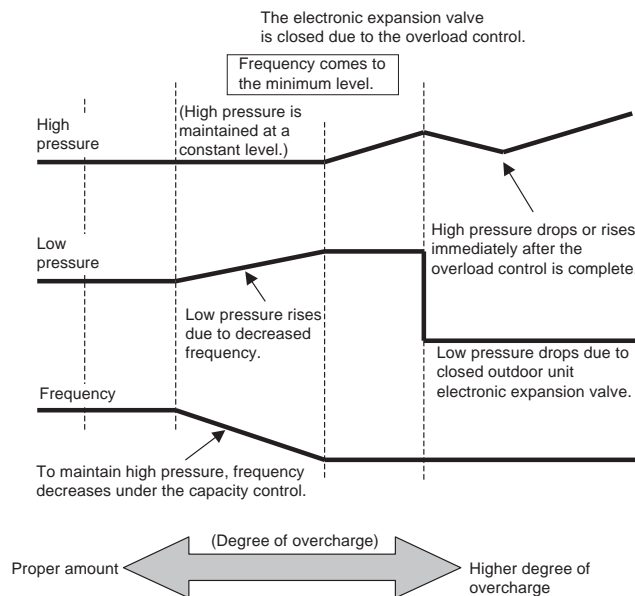 The electronic expansion valve
is closed due to the overload control.
Frequency comes to
the minimum level.
High
pressure
(High pressure is
maintained at a
constant level.)
High pressure drops or rises
immediately after the
overload control is complete.
Low
pressure
Low pressure rises
due to decreased
frequency.
Low pressure drops due to
closed outdoor unit
electronic expansion valve.
Frequency
To maintain high pressure, frequency
decreases under the capacity control.
(Degree of overcharge)
Proper amount
Higher degree of
overcharge